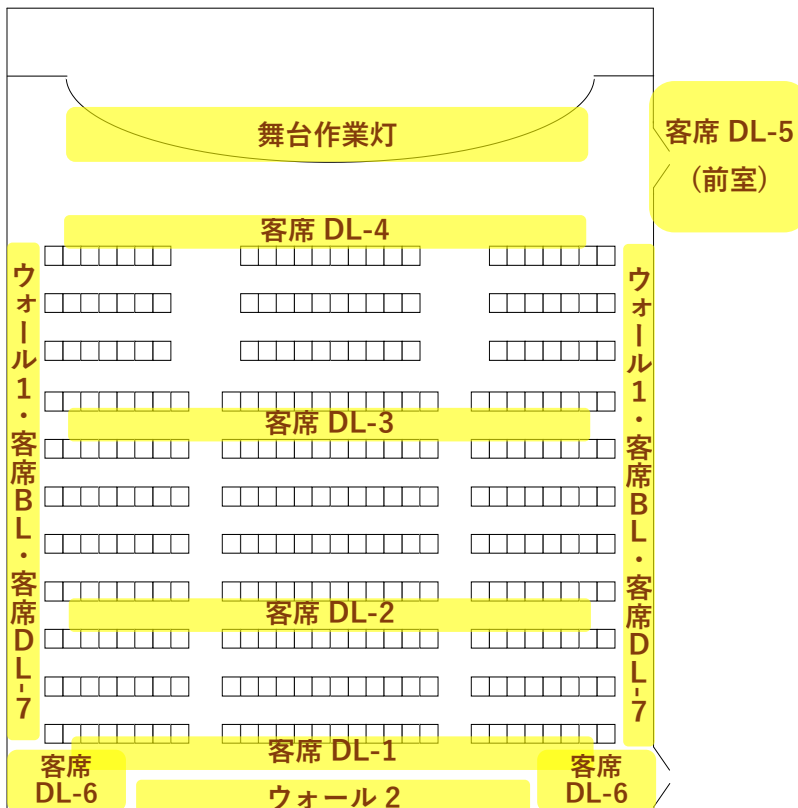 舞台作業灯
客席 DL-5
(前室)
客席 DL-4
ウォール1・客席BL・客席DL-7
ウォール1・客席BL・客席DL-7
客席 DL-3
客席 DL-2
客席 DL-1
客席
DL-6
客席
DL-6
ウォール 2